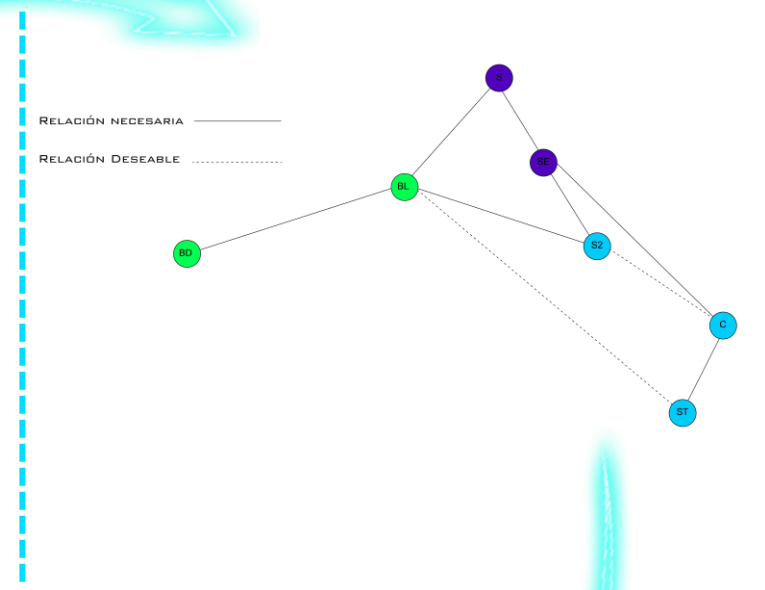 S
RELACIÓN NECESARIA
RELACIÓN DESEABLE
SE
BL
S2
BD
C
ST